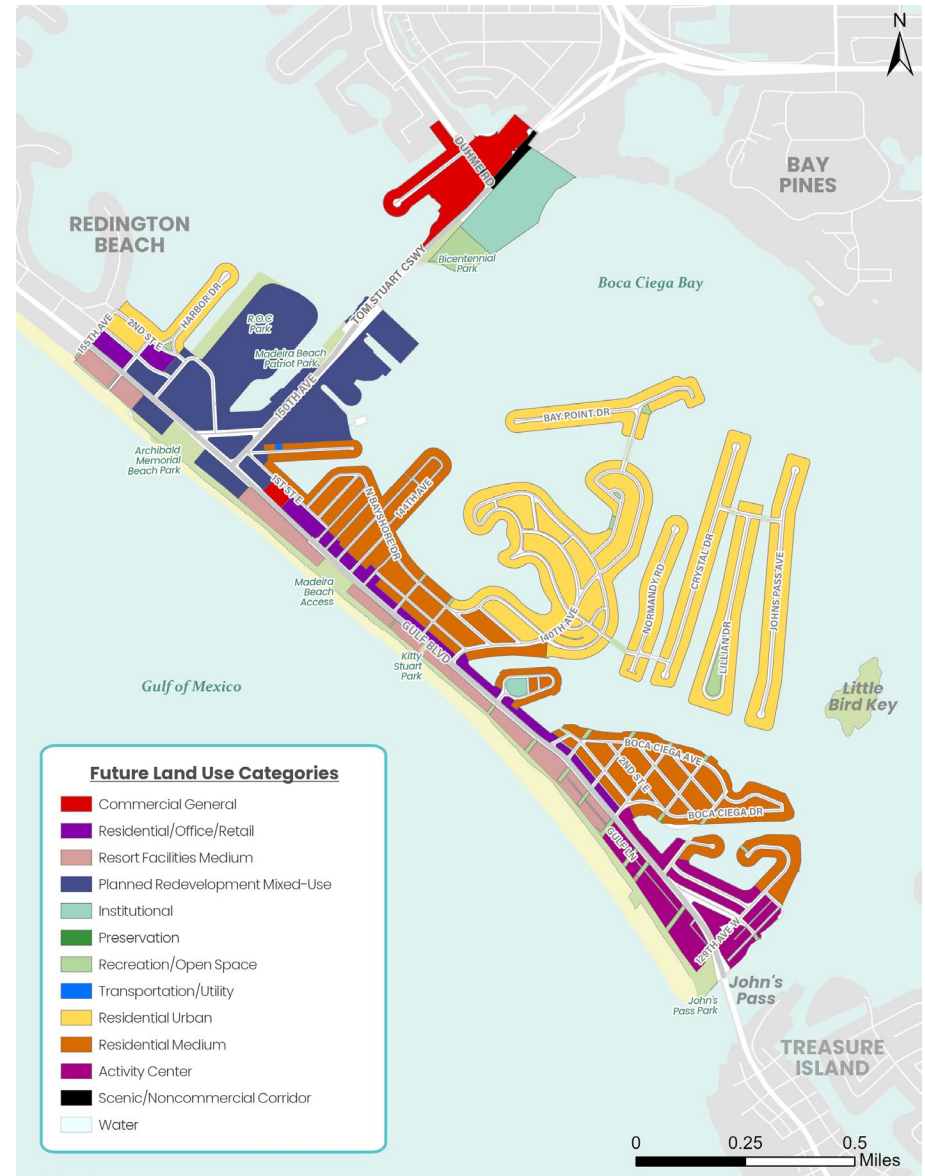 N
DUHME RD
BAY
PINES
REDINGTON
BEACH
Bicentennial
Park
TOM STUART CSWY
Boca Ciega Bay
HARBOR DR
R.O.C
Park
155TH AVE
2ND ST E
Madeira Beach
Patriot Park
150TH AVE
BAY POINT DR
Archibald
Memorial
Beach Park
1ST ST E
N BAYSHORE DR
144TH AVE
CRYSTAL DR
JOHNS PASS AVE
NORMANDY RD
Madeira
Beach
Access
140TH AVE
LILLIAN DR
GULF BLVD
Kitty
Stuart
Park
Gulf of Mexico
Little
Bird Key
BOCA CIEGA AVE
2ND ST E
BOCA CIEGA DR
GULF LN
129TH AVE W
John's
Pass
John's
Pass Park
TREASURE
ISLAND
Future Land Use Categories
Commercial General
Residential/Office/Retail
Resort Facilities Medium
Planned Redevelopment Mixed-Use
Institutional
Preservation
Recreation/Open Space
Transportation/Utility
Residential Urban
Residential Medium
Activity Center
Scenic/Noncommercial Corridor
Water
0 0.25 0.5
Miles